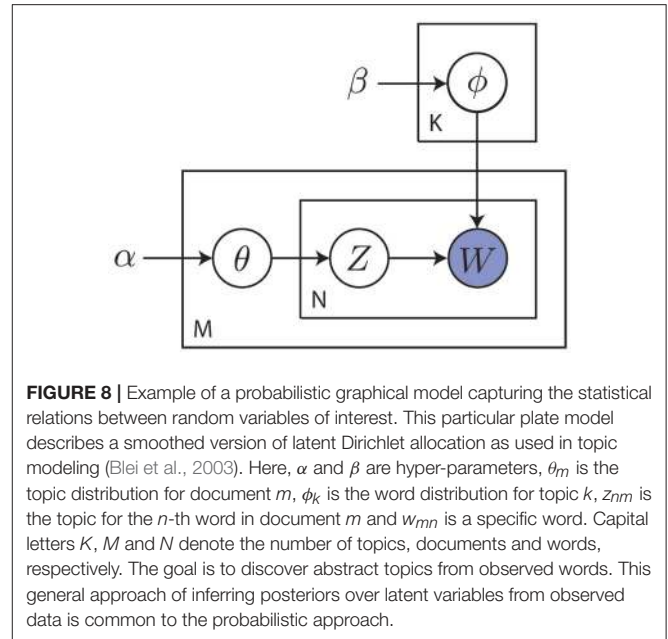 β
ϕ
K
α
θ
Z
W
N
M
FIGURE 8 | Example of a probabilistic graphical model capturing the statistical
relations between random variables of interest. This particular plate model
describes a smoothed version of latent Dirichlet allocation as used in topic
modeling (Blei et al., 2003). Here, α and β are hyper-parameters, θm is the
topic distribution for document m, ϕk is the word distribution for topic k, znm is
the topic for the n-th word in document m and wmn is a specific word. Capital
letters K, M and N denote the number of topics, documents and words,
respectively. The goal is to discover abstract topics from observed words. This
general approach of inferring posteriors over latent variables from observed
data is common to the probabilistic approach.